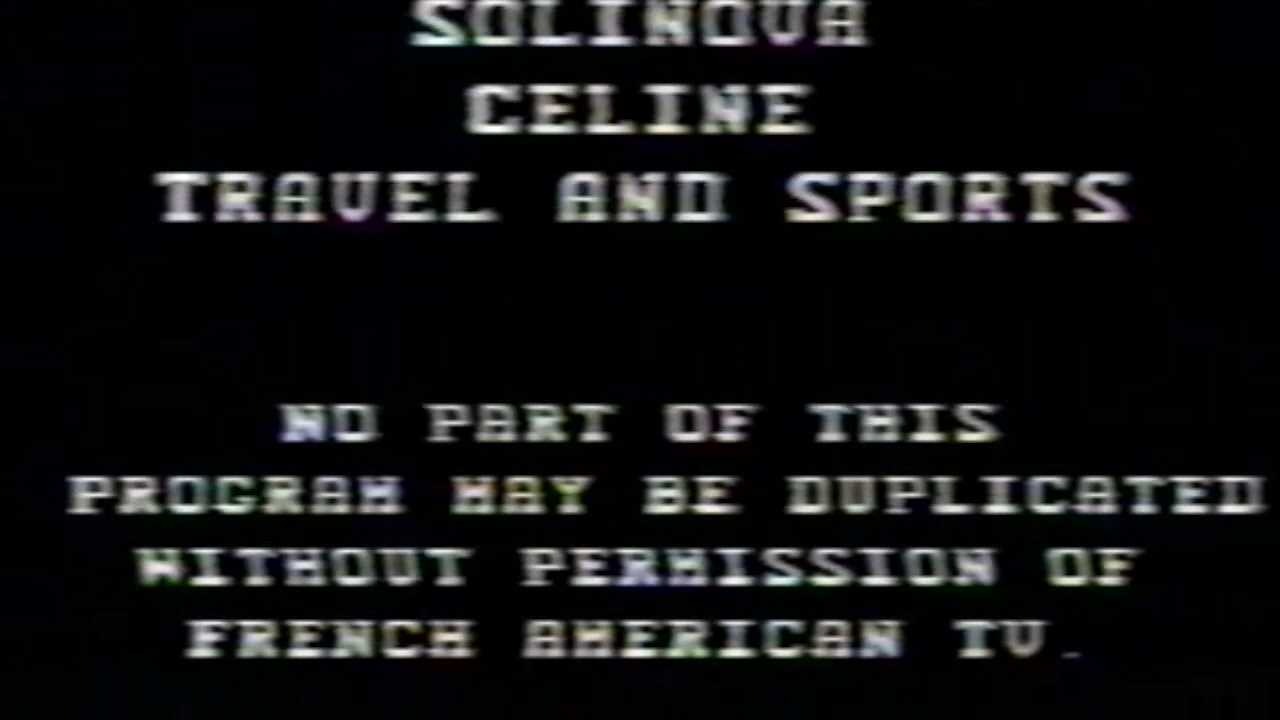 SOLINOVA
CELINE
TRAVEL AND SPORTS
NO PART OF THIS
PROGRAM MAY BE DUPLICATED
WITHOUT PERMISSION OF
FRENCH AMERICAN TV.